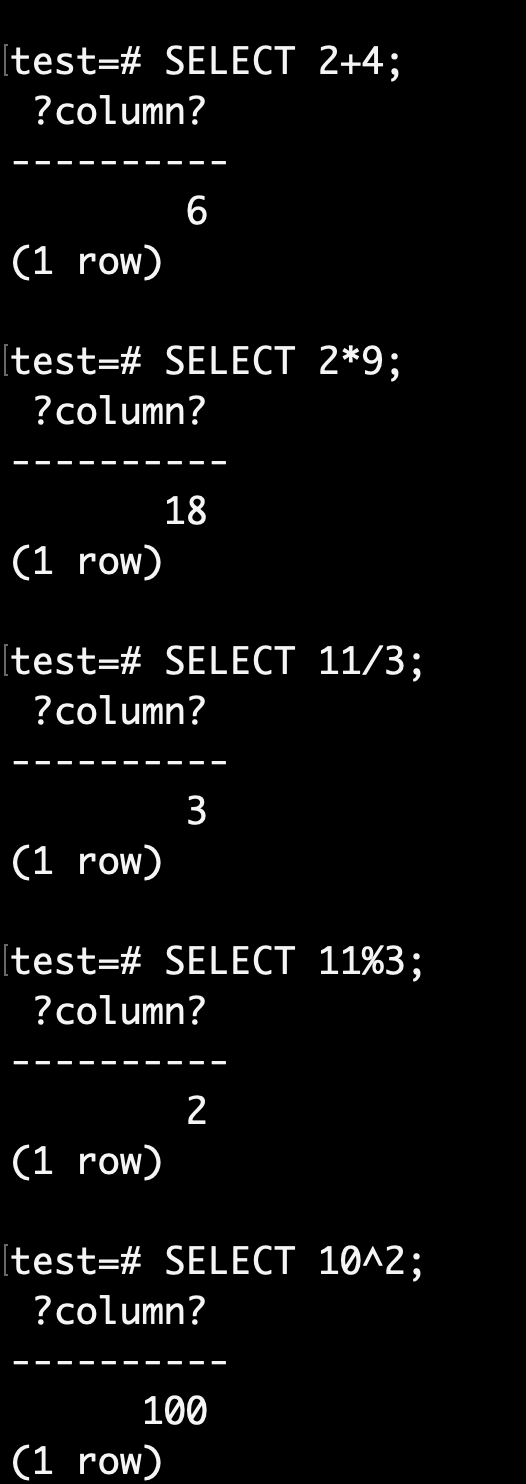 test=# SELECT 2+4;
 ?column?
----------
        6
(1 row)

test=# SELECT 2*9;
 ?column?
----------
       18
(1 row)

test=# SELECT 11/3;
 ?column?
----------
        3
(1 row)

test=# SELECT 11%3;
 ?column?
----------
        2
(1 row)

test=# SELECT 10^2;
 ?column?
----------
      100
(1 row)